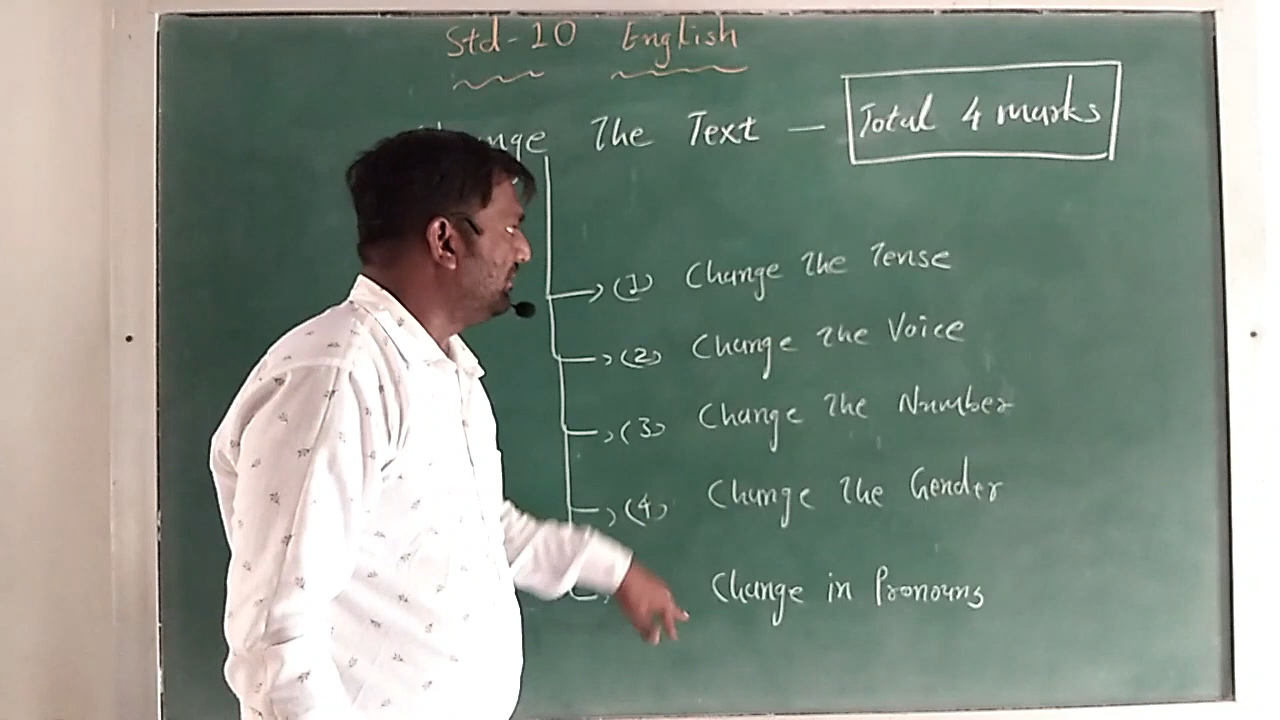 Std-10 English
The Text — Total 4 marks
(1) Change the Tense
(2) Change the Voice
(3) Change the Number
(4) Change the Gender
Change in Pronouns